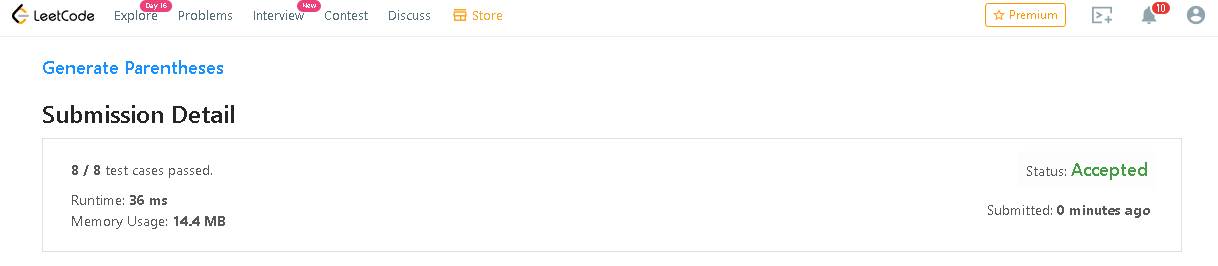 LeetCode Explore Day 16 Problems Interview New Contest Discuss Store Premium 10
Generate Parentheses
Submission Detail
8 / 8 test cases passed.
Status: Accepted
Runtime: 36 ms
Memory Usage: 14.4 MB
Submitted: 0 minutes ago